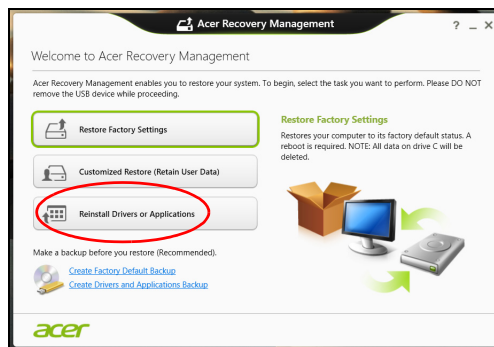 Acer Recovery Management
Welcome to Acer Recovery Management
Acer Recovery Management enables you to restore your system. To begin, select the task you want to perform. Please DO NOT
remove the USB device while proceeding.
Restore Factory Settings
Customized Restore (Retain User Data)
Reinstall Drivers or Applications
Restore Factory Settings
Restores your computer to its factory default status. A
reboot is required. NOTE: All data on drive C will be
deleted.
Make a backup before you restore (Recommended).
Create Factory Default Backup
Create Drivers and Applications Backup
acer